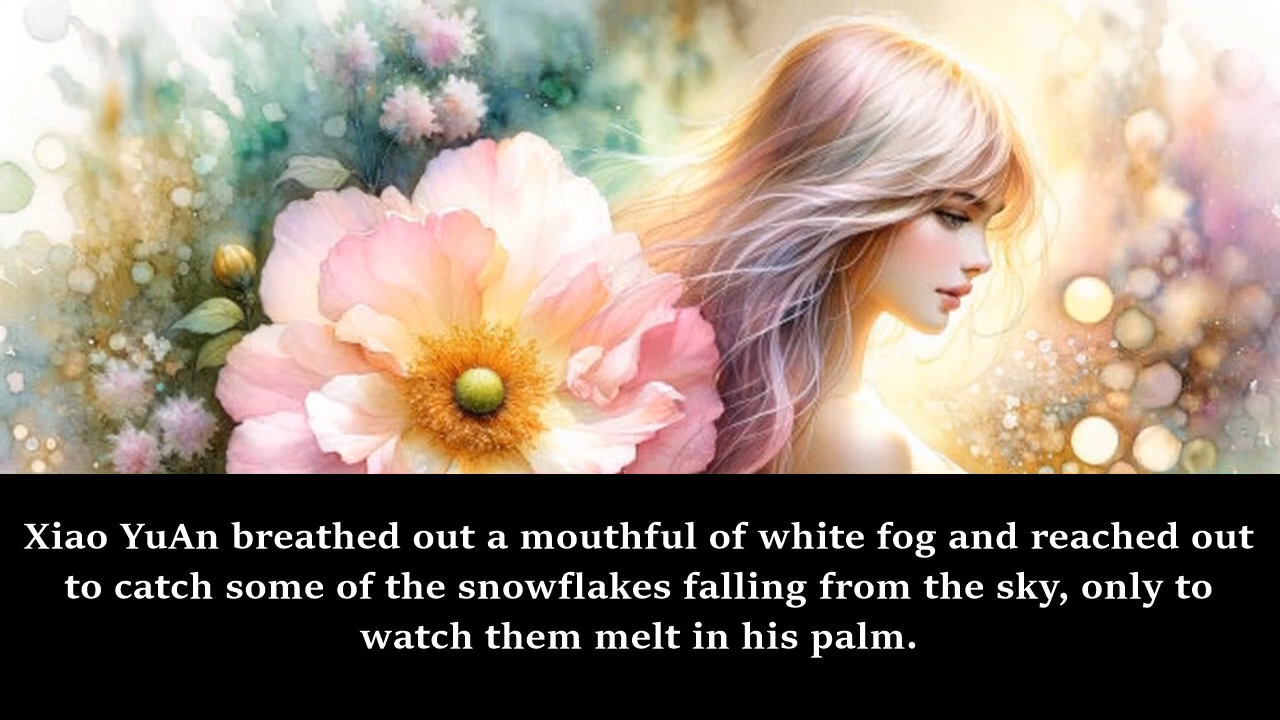 Xiao YuAn breathed out a mouthful of white fog and reached out
to catch some of the snowflakes falling from the sky, only to
watch them melt in his palm.